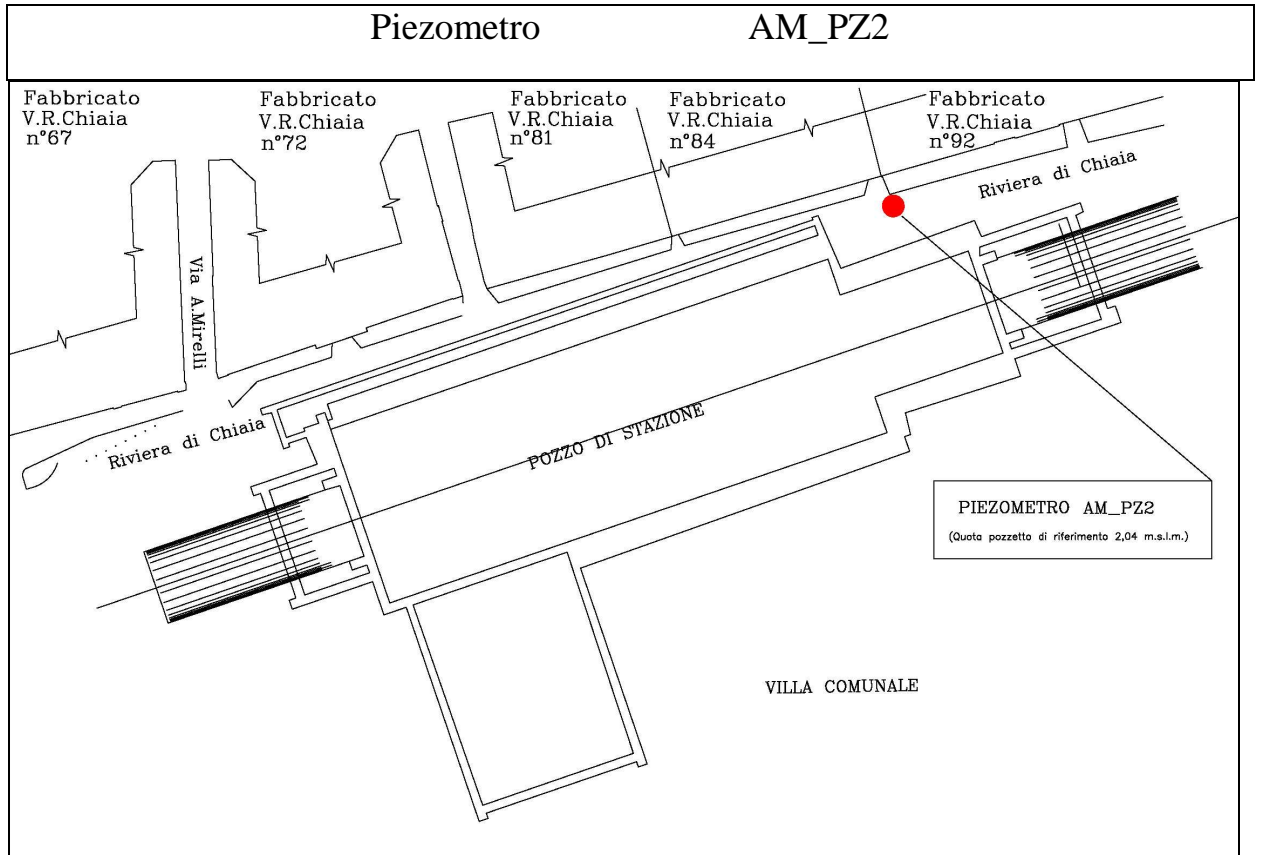 Piezometro AM_PZ2
Fabbricato
V.R.Chiaia
n°67
Fabbricato
V.R.Chiaia
n°72
Fabbricato
V.R.Chiaia
n°81
Fabbricato
V.R.Chiaia
n°84
Fabbricato
V.R.Chiaia
n°92
Riviera di Chiaia
Via A.Mirelli
Riviera di Chiaia
POZZO DI STAZIONE
PIEZOMETRO AM_PZ2
(Quota pozzetto di riferimento 2,04 m.s.l.m.)
VILLA COMUNALE